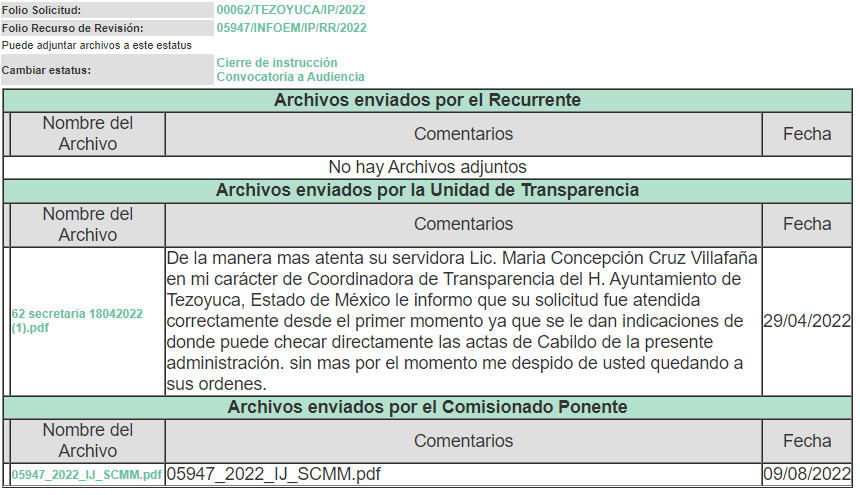 Folio Solicitud: 00062/TEZOYUCA/IP/2022
Folio Recurso de Revisión: 05947/INFOEM/IP/RR/2022
Puede adjuntar archivos a este estatus
Cambiar estatus: Cierre de instrucción
Convocatoria a Audiencia
Archivos enviados por el Recurrente
Nombre del Archivo Comentarios Fecha
No hay Archivos adjuntos
Archivos enviados por la Unidad de Transparencia
Nombre del Archivo Comentarios Fecha
62 secretaria 18042022 (1).pdf
De la manera mas atenta su servidora Lic. Maria Concepción Cruz Villafaña
en mi carácter de Coordinadora de Transparencia del H. Ayuntamiento de
Tezoyuca, Estado de México le informo que su solicitud fue atendida
correctamente desde el primer momento ya que se le dan indicaciones de
donde puede checar directamente las actas de Cabildo de la presente
administración. sin mas por el momento me despido de usted quedando a
sus ordenes.
29/04/2022
Archivos enviados por el Comisionado Ponente
Nombre del Archivo Comentarios Fecha
05947_2022_IJ_SCMM.pdf 05947_2022_IJ_SCMM.pdf 09/08/2022